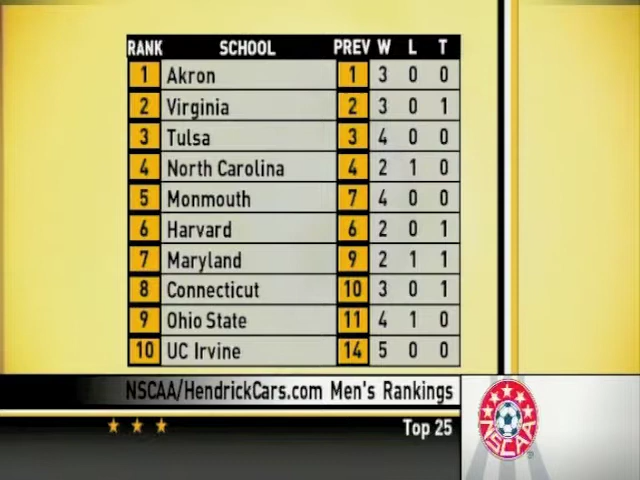 RANK SCHOOL PREV W L T
1 Akron 1 3 0 0
2 Virginia 2 3 0 1
3 Tulsa 3 4 0 0
4 North Carolina 4 2 1 0
5 Monmouth 7 4 0 0
6 Harvard 6 2 0 1
7 Maryland 9 2 1 1
8 Connecticut 10 3 0 1
9 Ohio State 11 4 1 0
10 UC Irvine 14 5 0 0
NSCAA/HendrickCars.com Men's Rankings
Top 25
NSCAA